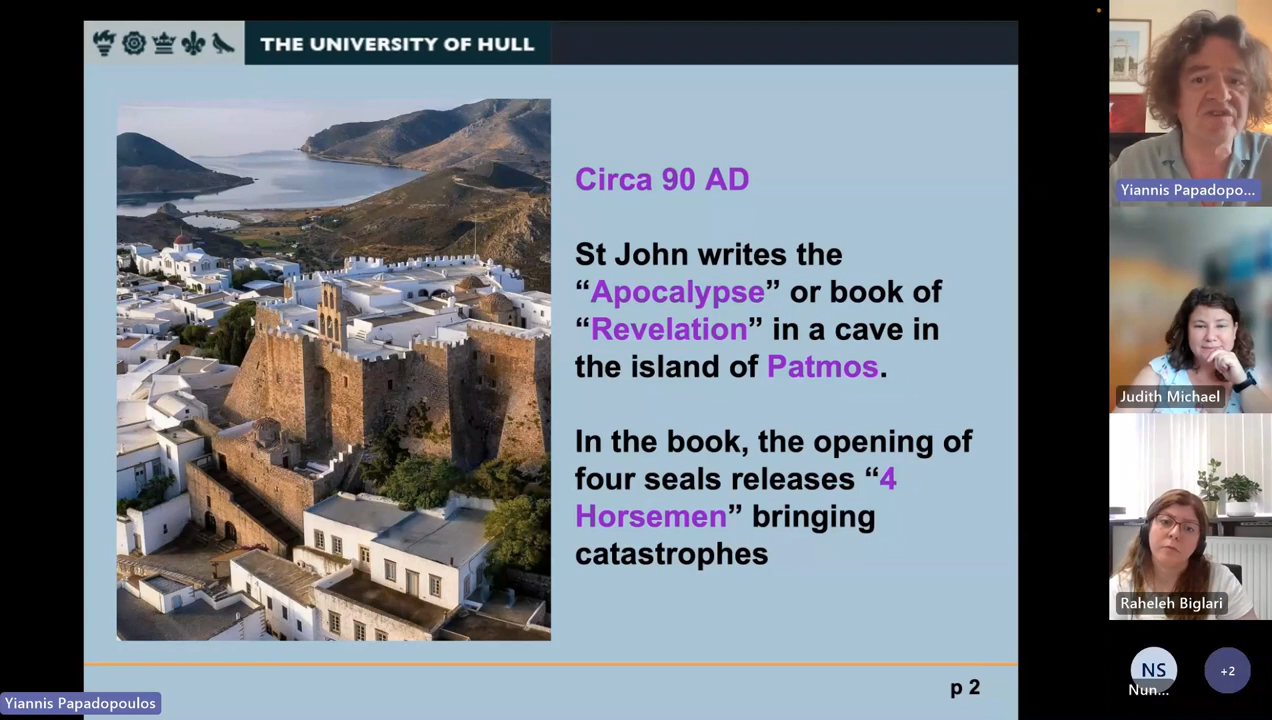 THE UNIVERSITY OF HULL
Circa 90 AD
St John writes the
“Apocalypse” or book of
“Revelation” in a cave in
the island of Patmos.
In the book, the opening of
four seals releases “4
Horsemen” bringing
catastrophes
p 2
Yiannis Papadopo...
Judith Michael
Raheleh Biglari
NS
Nun...
+2
Yiannis Papadopoulos